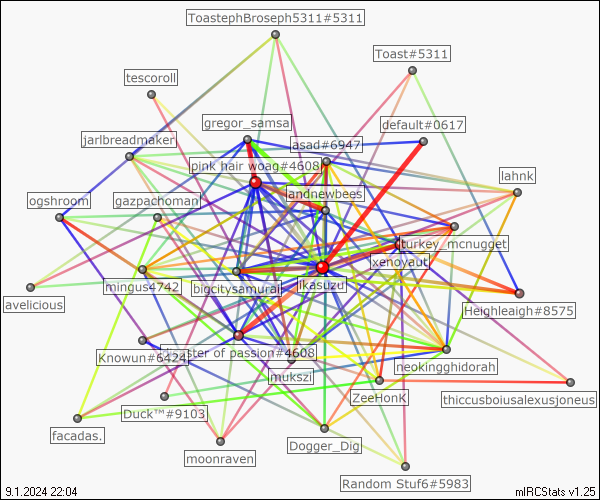 ToastephBroseph5311#5311
Toast#5311
tescoroll
gregor_samsa
default#0617
jarlbreadmaker
asad#6947
pink hair woag#4608
lahnk
landnewbees
ogshroom
gazpachoman
turkey_mcnugget
xenoyaut
mingus4742
bigcitysamurai
ikasuzu
avelicious
Heighleaigh#8575
Knowun#6424
ster of passion#4608
neokingghidorah
mukszi
ZeeHonK
thiccusboiusalexusjoneus
Duck™#9103
facadas.
Dogger_Dig
moonraven
Random Stuf6#5983
9.1.2024 22:04
mIRCStats v1.25